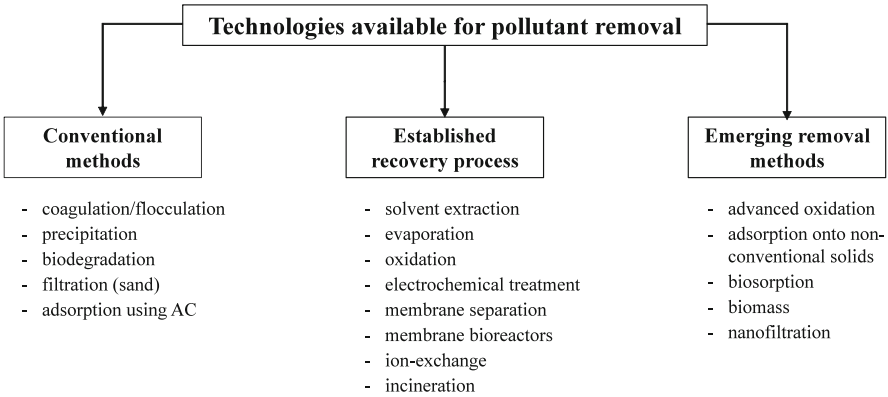 Technologies available for pollutant removal
Conventional
methods
- coagulation/flocculation
- precipitation
- biodegradation
- filtration (sand)
- adsorption using AC
Established
recovery process
- solvent extraction
- evaporation
- oxidation
- electrochemical treatment
- membrane separation
- membrane bioreactors
- ion-exchange
- incineration
Emerging removal
methods
- advanced oxidation
- adsorption onto non-
conventional solids
- biosorption
- biomass
- nanofiltration